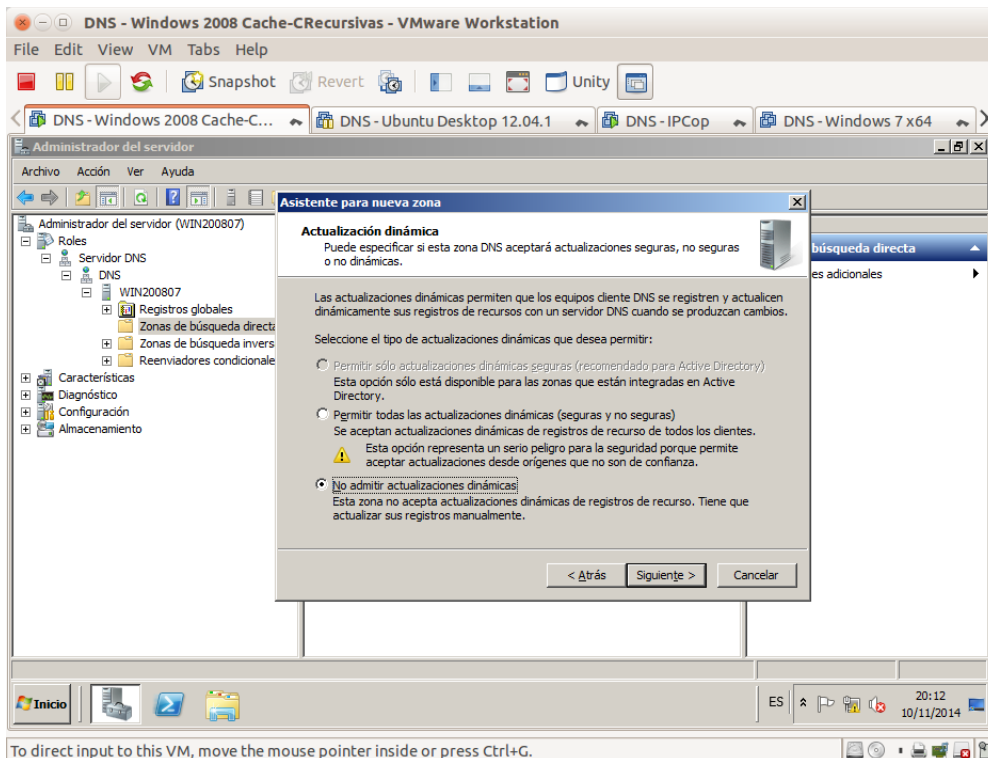 DNS - Windows 2008 Cache-CRecursivas - VMware Workstation
File Edit View VM Tabs Help
Snapshot Revert Unity
DNS - Windows 2008 Cache-C... DNS - Ubuntu Desktop 12.04.1 DNS - IPCop DNS - Windows 7 x64
Administrador del servidor
Archivo Acción Ver Ayuda
Asistente para nueva zona
Administrador del servidor (WIN200807)
Roles
Servidor DNS
DNS
WIN200807
Registros globales
Zonas de búsqueda directa
Zonas de búsqueda invers
Reenviadores condicionale
Características
Diagnóstico
Configuración
Almacenamiento
Actualización dinámica
Puede especificar si esta zona DNS aceptará actualizaciones seguras, no seguras
o no dinámicas.
Las actualizaciones dinámicas permiten que los equipos cliente DNS se registren y actualicen
dinámicamente sus registros de recursos con un servidor DNS cuando se produzcan cambios.
Seleccione el tipo de actualizaciones dinámicas que desea permitir:
Permitir sólo actualizaciones dinámicas seguras (recomendado para Active Directory)
Esta opción sólo está disponible para las zonas que están integradas en Active
Directory.
Permitir todas las actualizaciones dinámicas (seguras y no seguras)
Se aceptan actualizaciones dinámicas de registros de recurso de todos los clientes.
Esta opción representa un serio peligro para la seguridad porque permite
aceptar actualizaciones desde orígenes que no son de confianza.
No admitir actualizaciones dinámicas
Esta zona no acepta actualizaciones dinámicas de registros de recurso. Tiene que
actualizar sus registros manualmente.
< Atrás Siguiente > Cancelar
búsqueda directa
es adicionales
Inicio
ES
20:12
10/11/2014
To direct input to this VM, move the mouse pointer inside or press Ctrl+G.